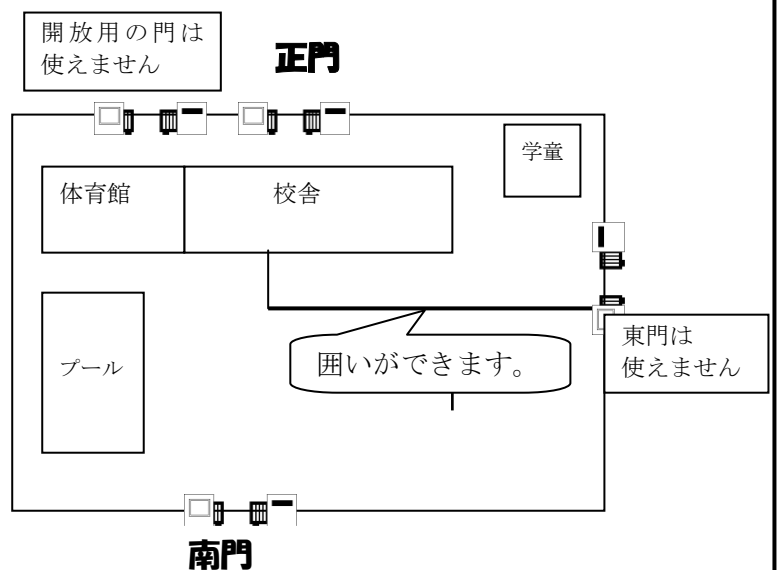 開放用の門は
使えません
正門
学童
体育館
校舎
プール
囲いができます。
東門は
使えません
南門